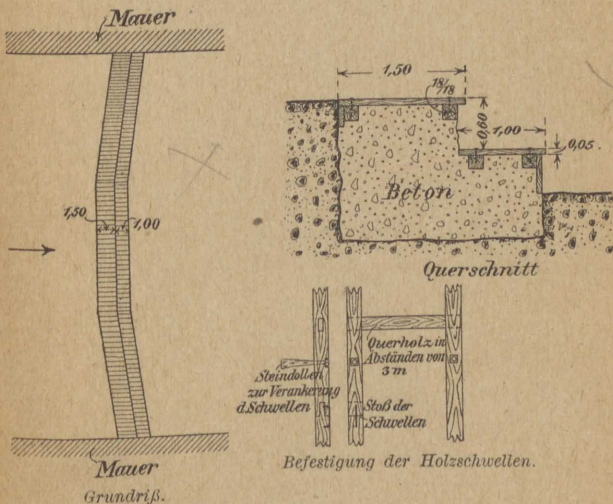 Mauer
1,50
1,00
Mauer
Grundriß.
1,50
18/18
0,60
1,00
0,05
Beton
Querschnitt
Querholz in
Abständen von
3 m
Steindollen
zur Verankerung
d. Schwellen
Stoß der
Schwellen
Befestigung der Holzschwellen.